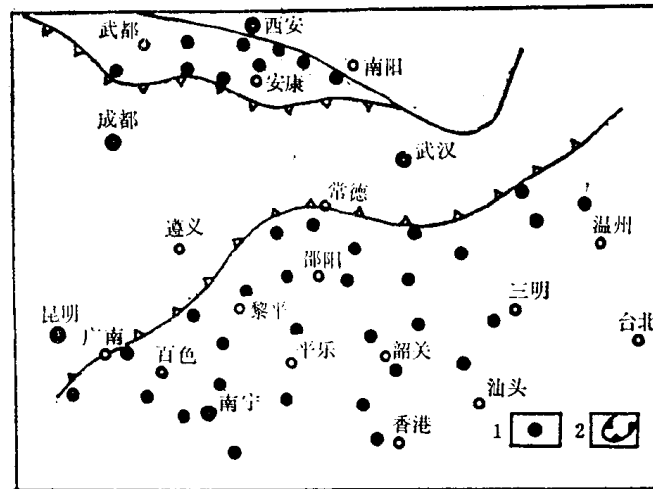 西安
武都
南阳
安康
成都
武汉
常德
遵义
温州
邵阳
黎平
三明
昆明
台北
广南
百色
平乐
韶关
南宁
汕头
香港
1
2